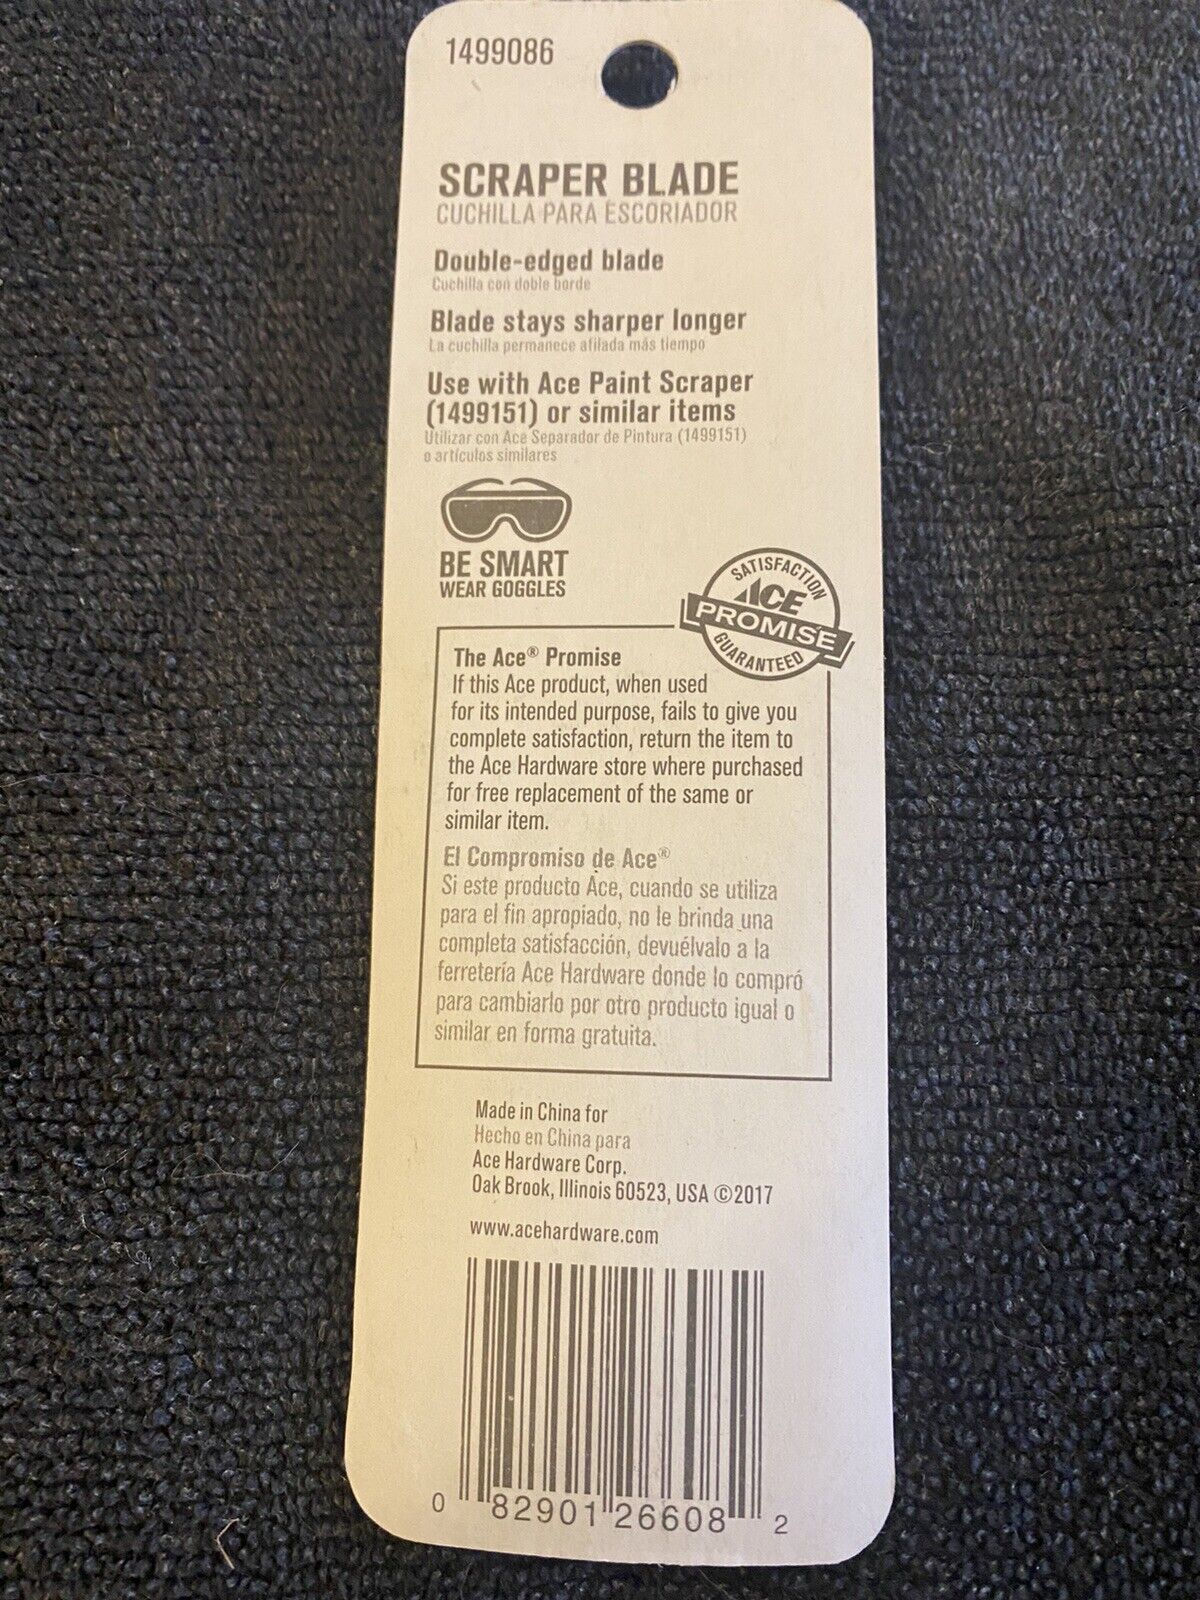 1499086
SCRAPER BLADE
CUCHILLA PARA ESCORIADOR
Double-edged blade
Cuchilla con doble borde
Blade stays sharper longer
La cuchilla permanece afilada más tiempo
Use with Ace Paint Scraper
(1499151) or similar items
Utilizar con Ace Separador de Pintura (1499151)
o artículos similares
BE SMART
WEAR GOGGLES
SATISFACTION
ACE
PROMISE
GUARANTEED
The Ace® Promise
If this Ace product, when used
for its intended purpose, fails to give you
complete satisfaction, return the item to
the Ace Hardware store where purchased
for free replacement of the same or
similar item.
El Compromiso de Ace®
Si este producto Ace, cuando se utiliza
para el fin apropiado, no le brinda una
completa satisfacción, devuélvalo a la
ferretería Ace Hardware donde lo compró
para cambiarlo por otro producto igual o
similar en forma gratuita.
Made in China for
Hecho en China para
Ace Hardware Corp.
Oak Brook, Illinois 60523, USA ©2017
www.acehardware.com
0 82901 26608 2